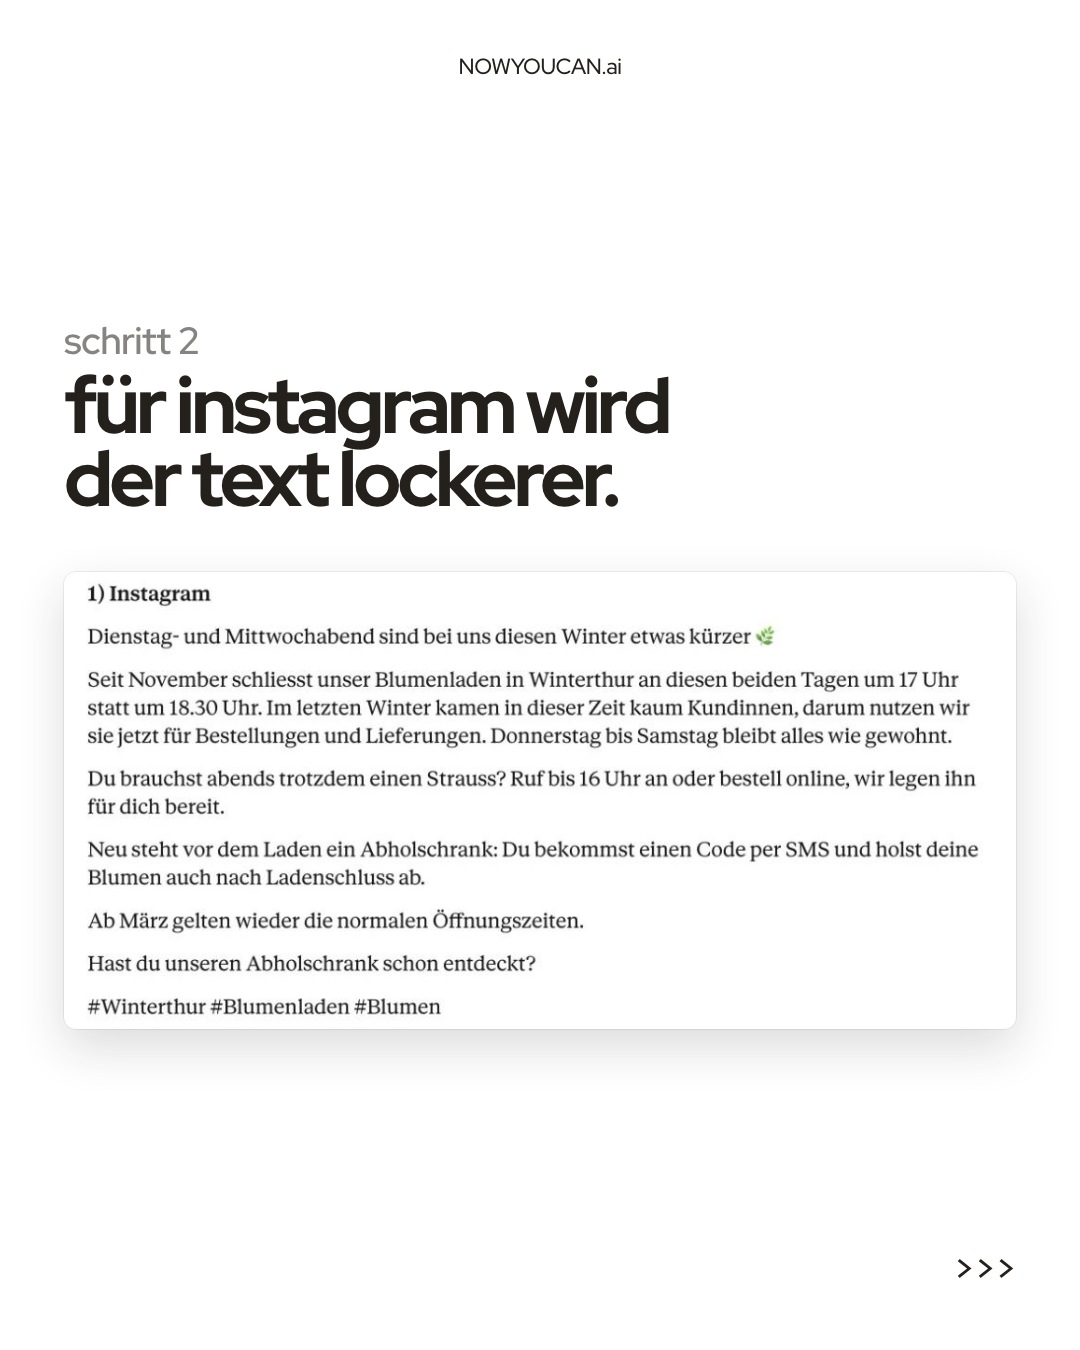 NOWYOUCAN.ai
schritt 2
für instagram wird
der text lockerer.
1) Instagram
Dienstag- und Mittwochabend sind bei uns diesen Winter etwas kürzer 🌿
Seit November schliesst unser Blumenladen in Winterthur an diesen beiden Tagen um 17 Uhr
statt um 18.30 Uhr. Im letzten Winter kamen in dieser Zeit kaum Kundinnen, darum nutzen wir
sie jetzt für Bestellungen und Lieferungen. Donnerstag bis Samstag bleibt alles wie gewohnt.
Du brauchst abends trotzdem einen Strauss? Ruf bis 16 Uhr an oder bestell online, wir legen ihn
für dich bereit.
Neu steht vor dem Laden ein Abholschrank: Du bekommst einen Code per SMS und holst deine
Blumen auch nach Ladenschluss ab.
Ab März gelten wieder die normalen Öffnungszeiten.
Hast du unseren Abholschrank schon entdeckt?
#Winterthur #Blumenladen #Blumen
>>>